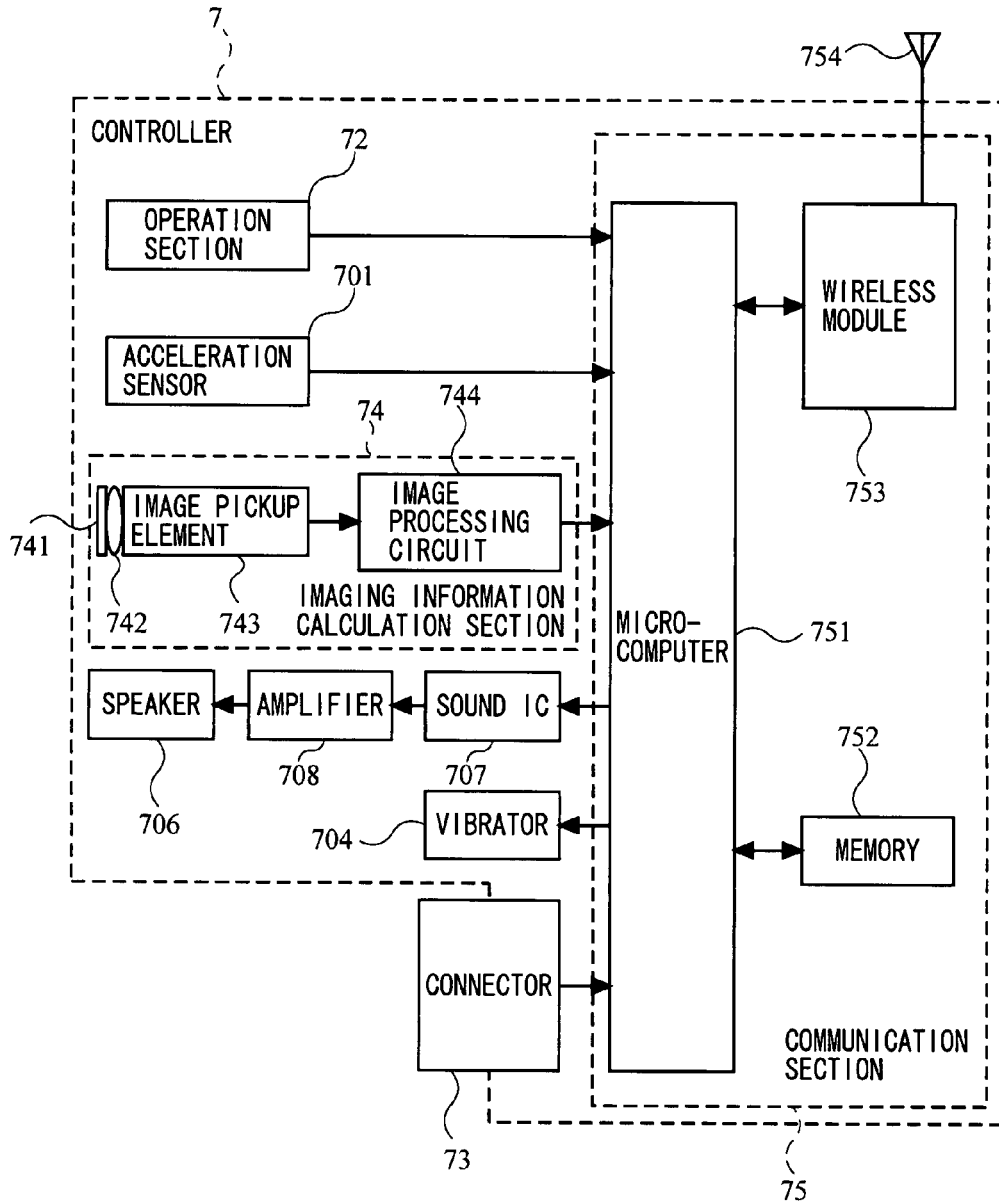 7
754
CONTROLLER
72
OPERATION
SECTION
701
ACCELERATION
SENSOR
WIRELESS
MODULE
753
74
744
741
IMAGE PICKUP
ELEMENT
IMAGE
PROCESSING
CIRCUIT
742
743
IMAGING INFORMATION
CALCULATION SECTION
MICRO-
COMPUTER
751
SPEAKER
AMPLIFIER
SOUND IC
706
708
707
704
VIBRATOR
752
MEMORY
CONNECTOR
73
COMMUNICATION
SECTION
75